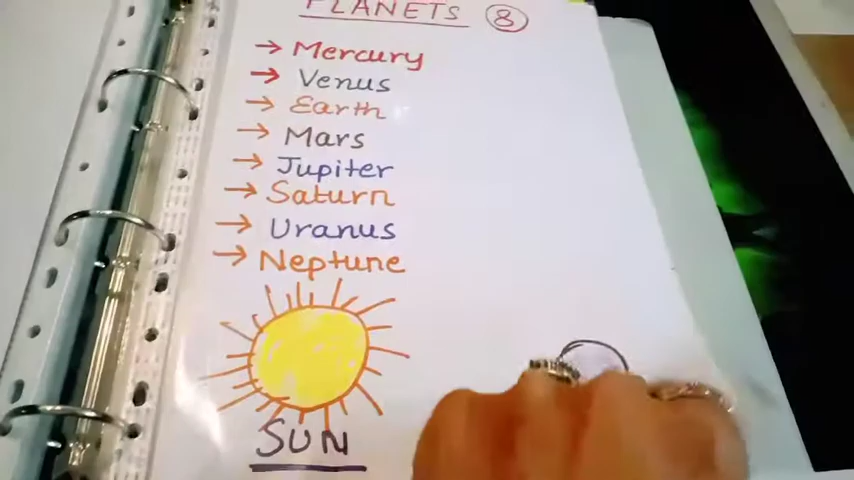 PLANETS 8
→ Mercury
→ Venus
→ Earth
→ Mars
→ Jupiter
→ Saturn
→ Uranus
→ Neptune
SUN